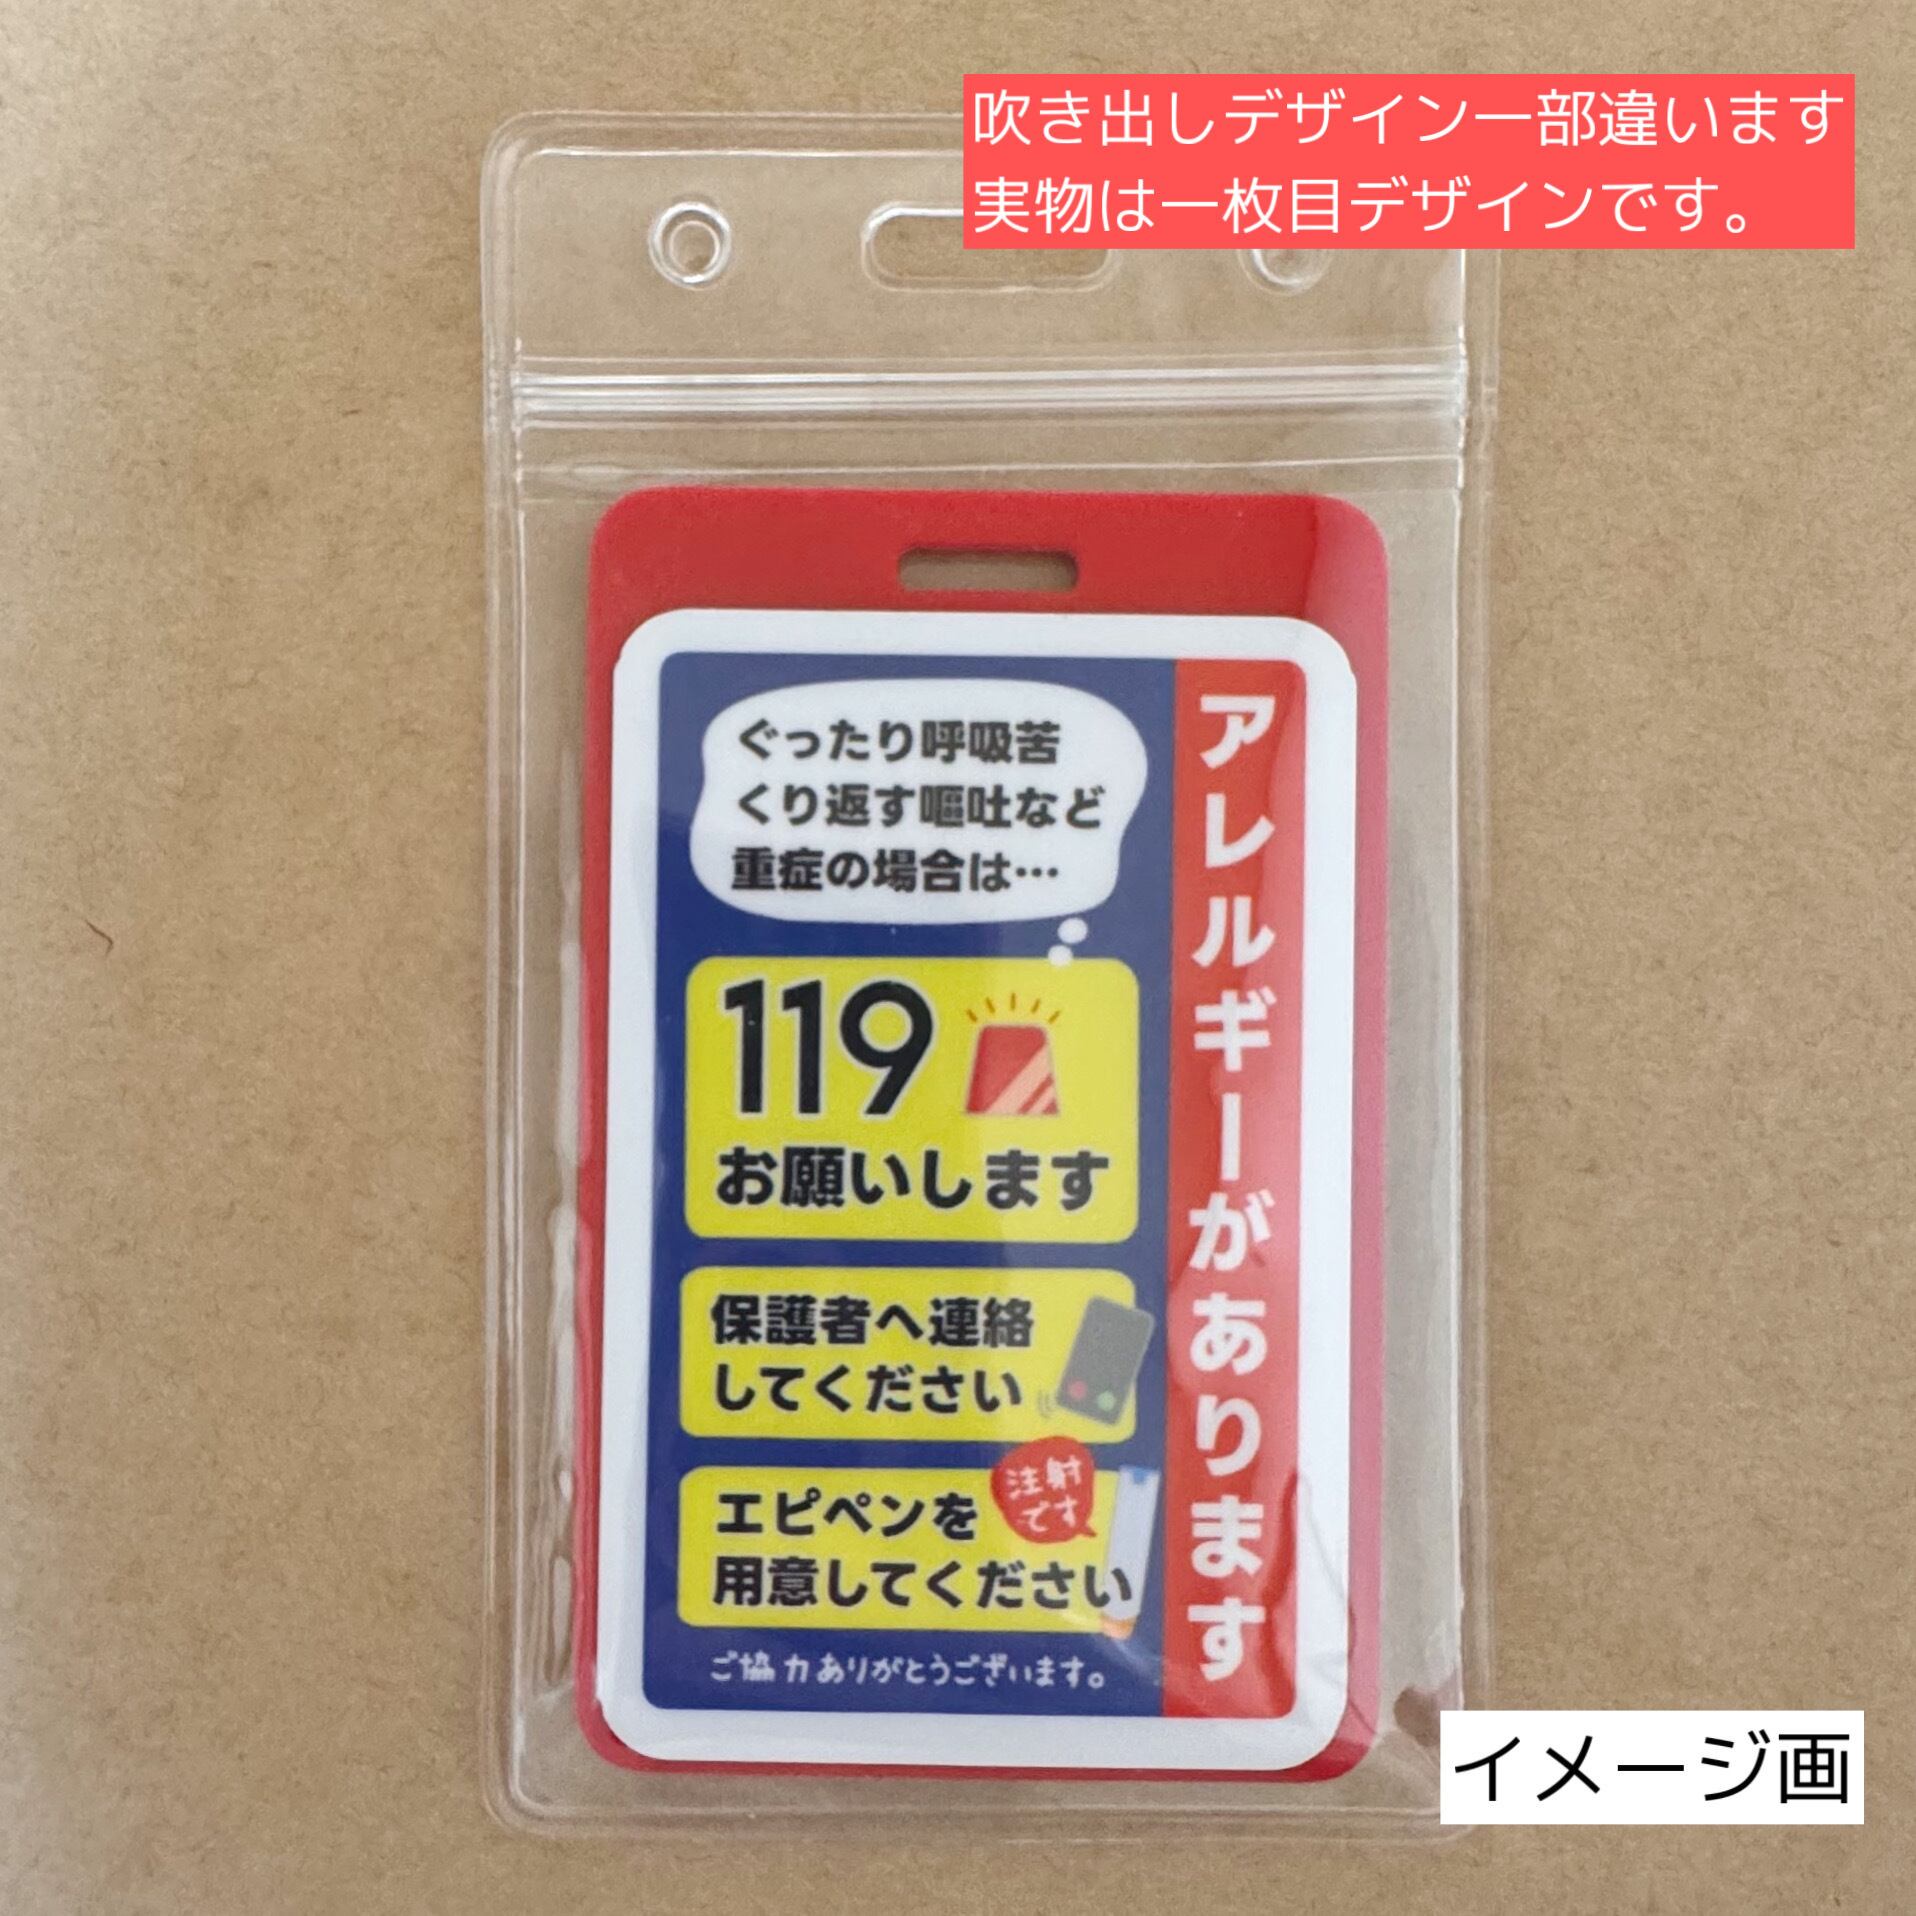 吹き出しデザイン一部違います
実物は一枚目デザインです。
アレルギーがあります
ぐったり呼吸苦
くり返す嘔吐など
重症の場合は…
119
お願いします
保護者へ連絡
してください
注射
です
エピペンを
用意してください
ご協力ありがとうございます。
イメージ画